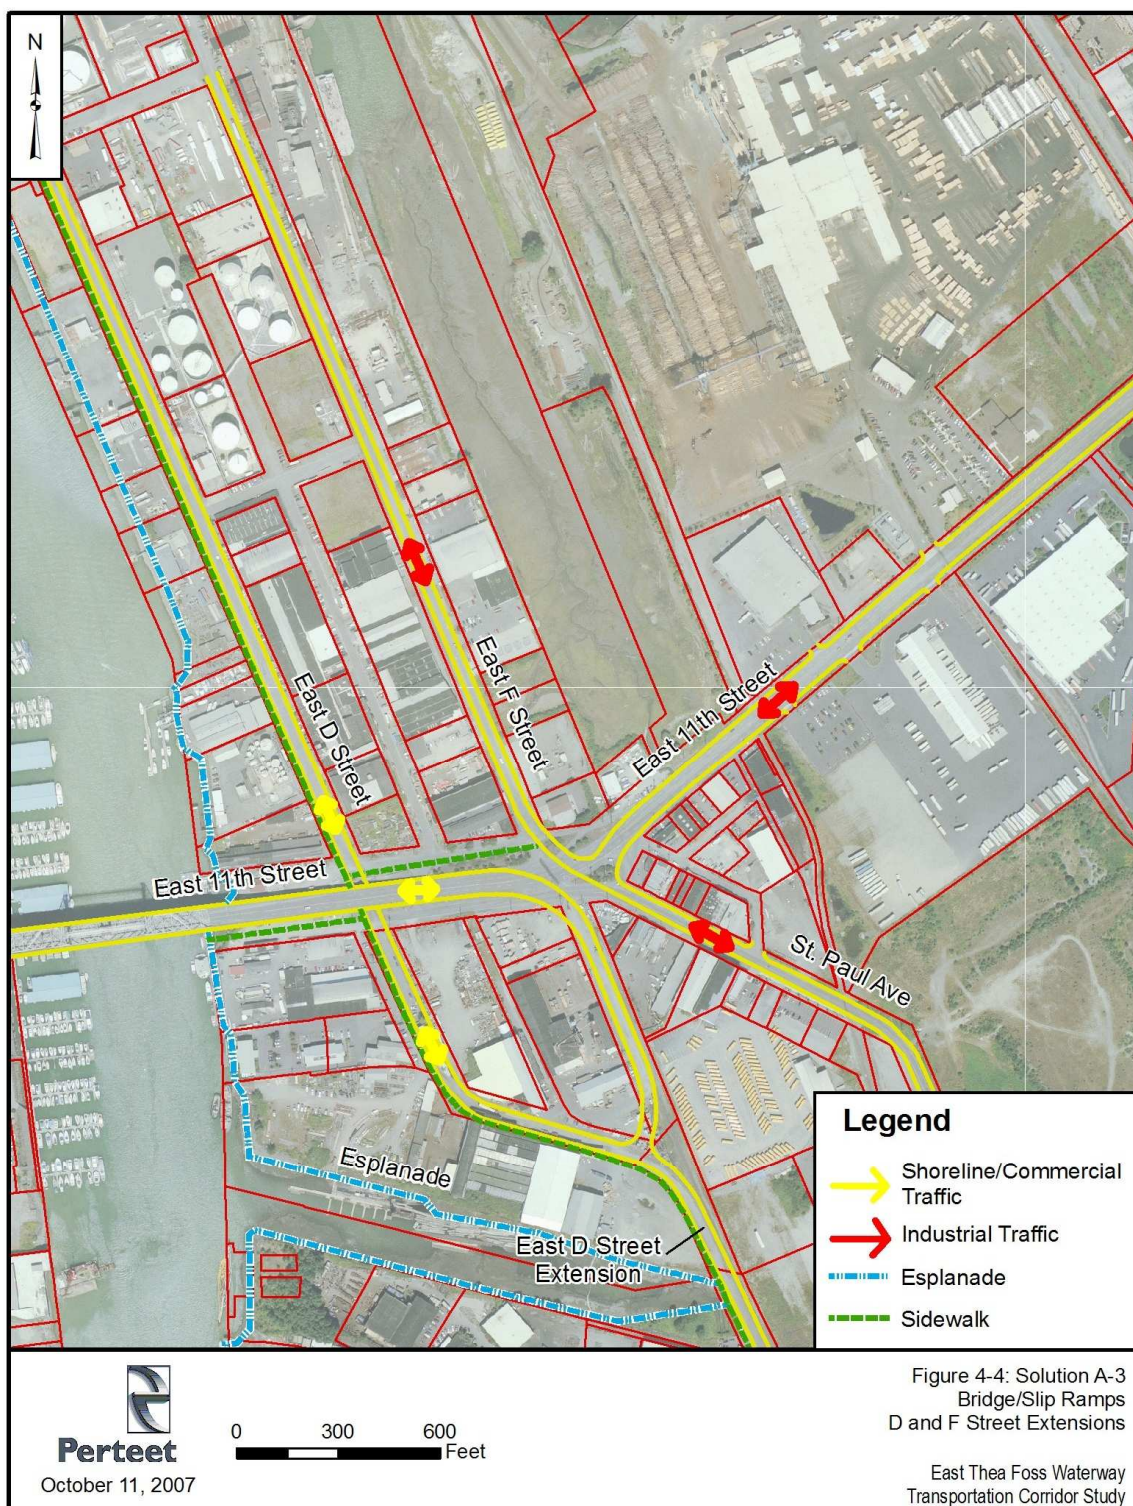 N
East F Street
East D Street
East 11th Street
East 11th Street
St. Paul Ave
Esplanade
East D Street
Extension
Legend
Shoreline/Commercial
Traffic
Industrial Traffic
Esplanade
Sidewalk
Perteet
October 11, 2007
0 300 600
Feet
Figure 4-4: Solution A-3
Bridge/Slip Ramps
D and F Street Extensions
East Thea Foss Waterway
Transportation Corridor Study